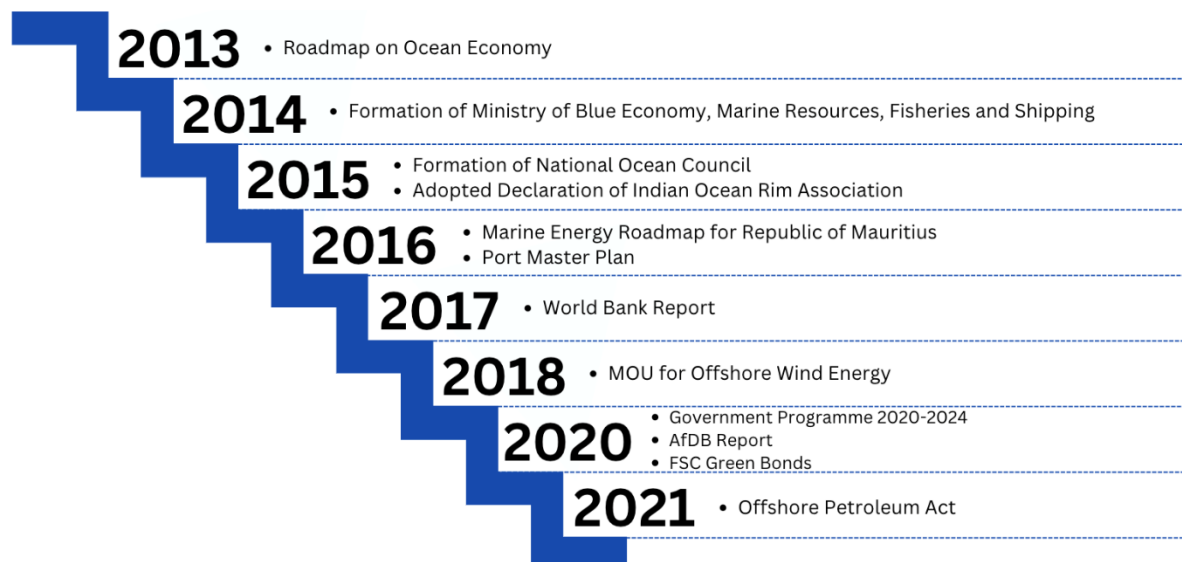 2013
• Roadmap on Ocean Economy
2014
• Formation of Ministry of Blue Economy, Marine Resources, Fisheries and Shipping
2015
• Formation of National Ocean Council
• Adopted Declaration of Indian Ocean Rim Association
2016
• Marine Energy Roadmap for Republic of Mauritius
• Port Master Plan
2017
• World Bank Report
2018
• MOU for Offshore Wind Energy
2020
• Government Programme 2020-2024
• AfDB Report
• FSC Green Bonds
2021
• Offshore Petroleum Act